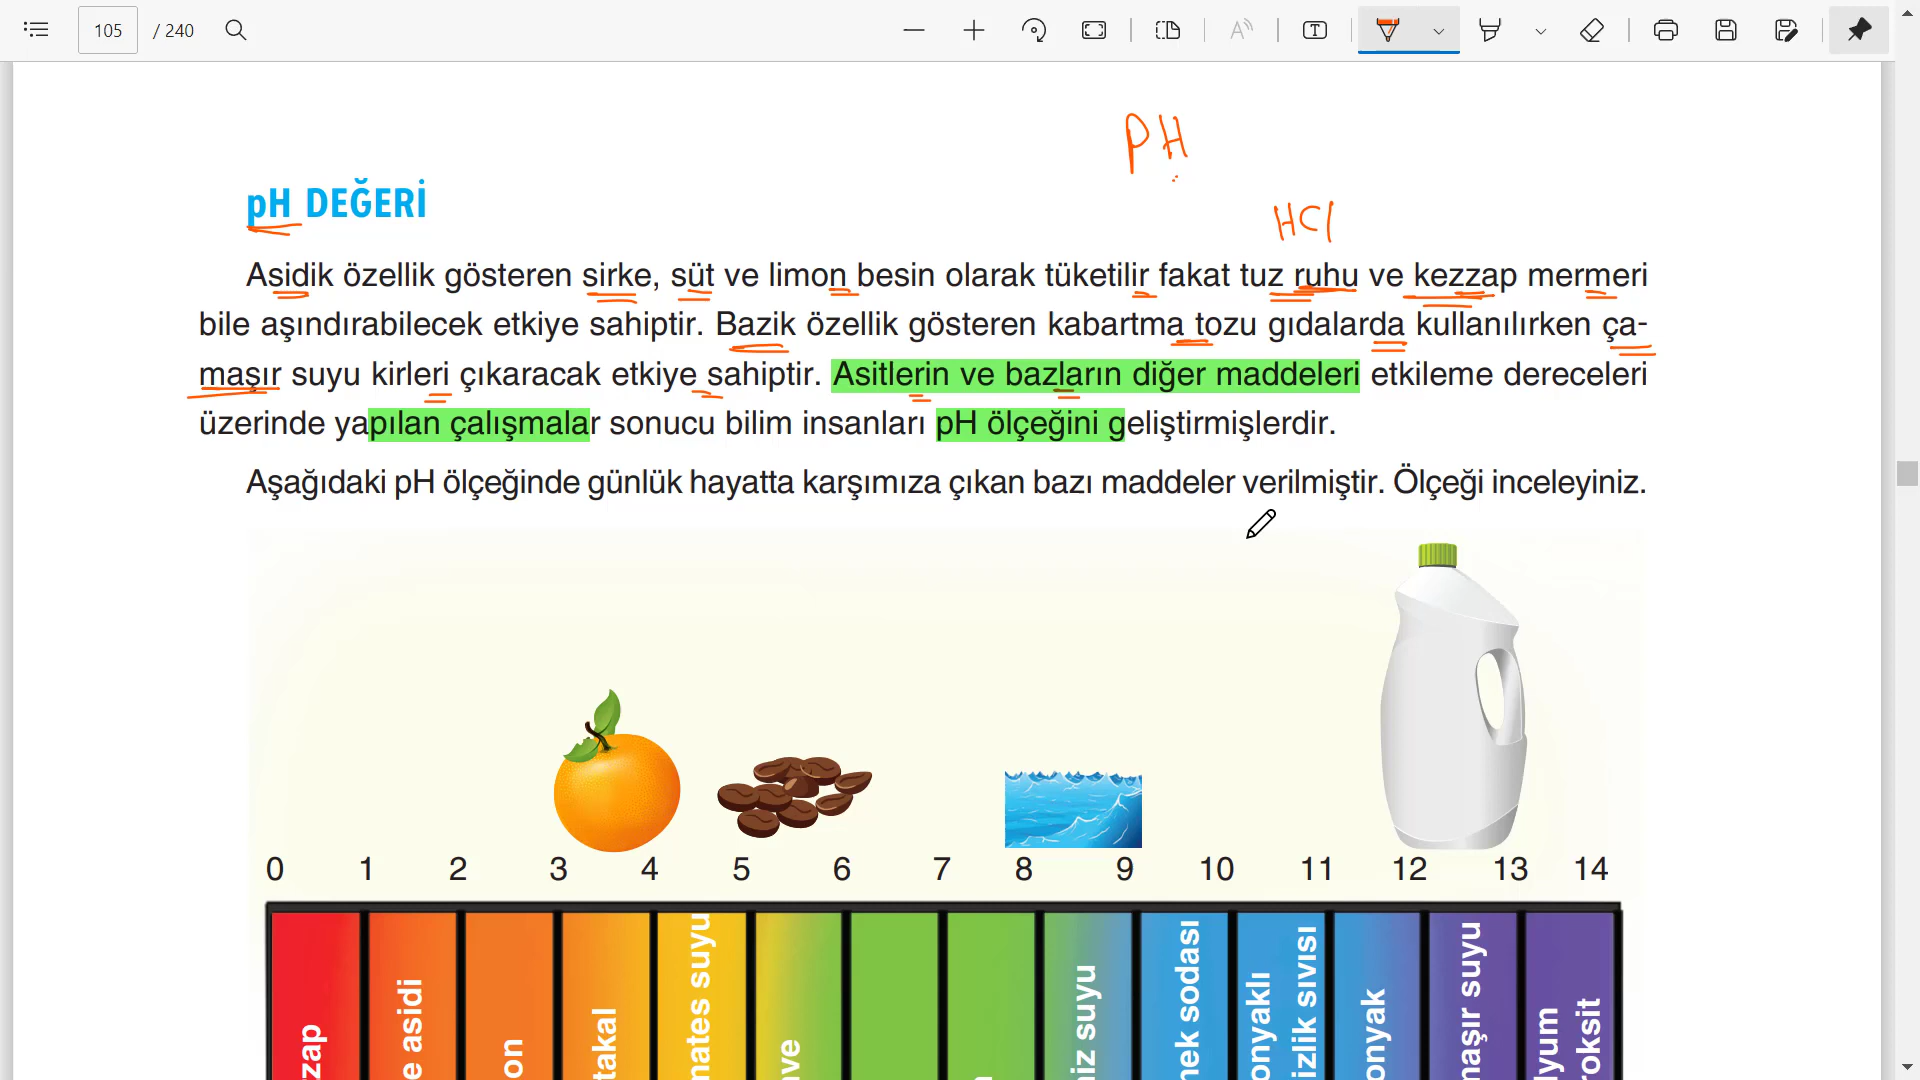 105 / 240
PH
pH DEĞERİ
HCl
Asidik özellik gösteren sirke, süt ve limon besin olarak tüketilir fakat tuz ruhu ve kezzap mermeri
bile aşındırabilecek etkiye sahiptir. Bazik özellik gösteren kabartma tozu gıdalarda kullanılırken ça-
maşır suyu kirleri çıkaracak etkiye sahiptir. Asitlerin ve bazların diğer maddeleri etkileme dereceleri
üzerinde yapılan çalışmalar sonucu bilim insanları pH ölçeğini geliştirmişlerdir.
Aşağıdaki pH ölçeğinde günlük hayatta karşımıza çıkan bazı maddeler verilmiştir. Ölçeği inceleyiniz.
0 1 2 3 4 5 6 7 8 9 10 11 12 13 14
zap
e asidi
on
takal
mates suyu
ve
niz suyu
mek sodası
onyaklı
izlik sıvısı
onyak
maşır suyu
dyum
roksit